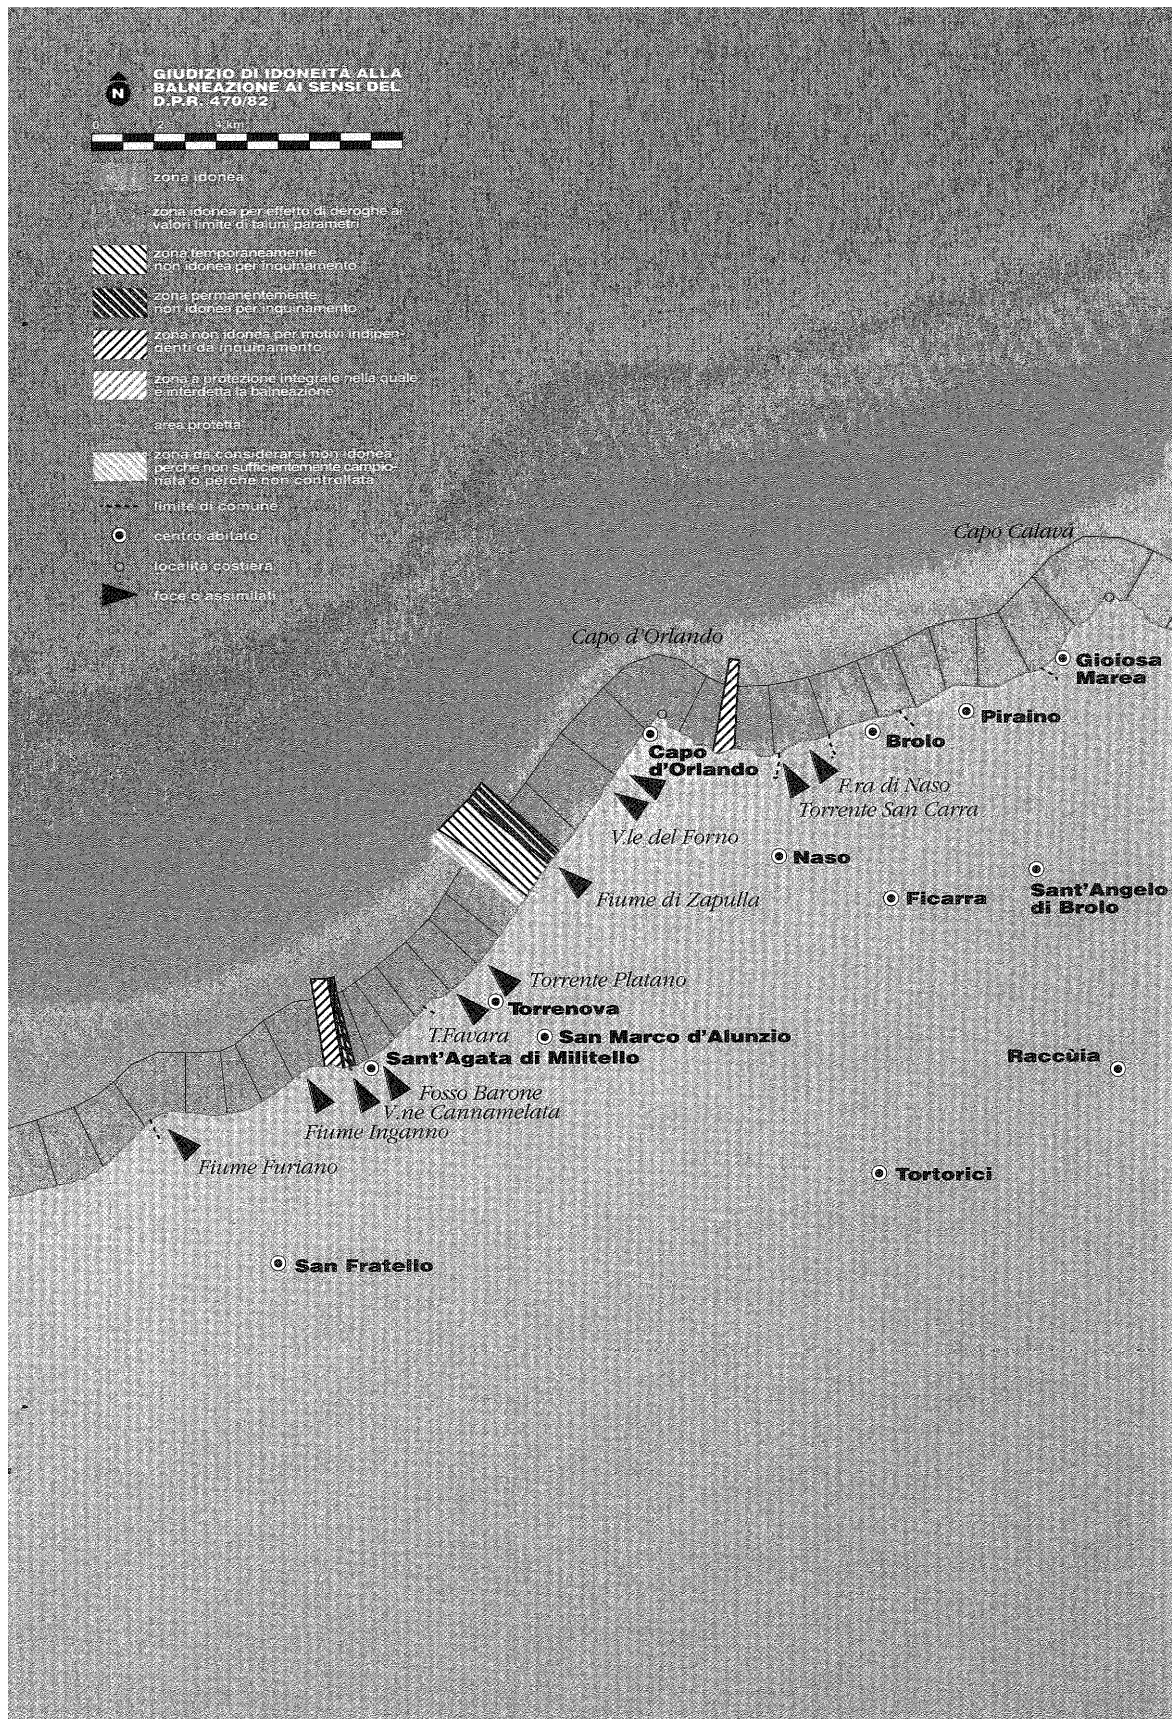 N
GIUDIZIO DI IDONEITÀ ALLA
BALNEAZIONE AI SENSI DEL
D.P.R. 470/82
0 2 4 km
zona idonea
zona idonea per effetto di deroghe ai
valori limite di taluni parametri
zona temporaneamente
non idonea per inquinamento
zona permanentemente
non idonea per inquinamento
zona non idonea per motivi indipen-
denti da inquinamento
zona a protezione integrale nella quale
e interdetta la balneazione
area protetta
zona da considerarsi non idonea
perche non sufficientemente campio-
nata o perche non controllata
limite di comune
centro abitato
località costiera
foce o assimilati
Capo Calavà
Capo d'Orlando
Gioiosa
Marea
Piraino
Brolo
Capo
d'Orlando
F.ra di Naso
Torrente San Carra
V.le del Forno
Naso
Sant'Angelo
di Brolo
Ficarra
Fiume di Zapulla
Torrente Platano
Torrenova
T.Favara
San Marco d'Alunzio
Sant'Agata di Militello
Raccùia
Fosso Barone
V.ne Cannamelata
Fiume Inganno
Fiume Furiano
Tortorici
San Fratello